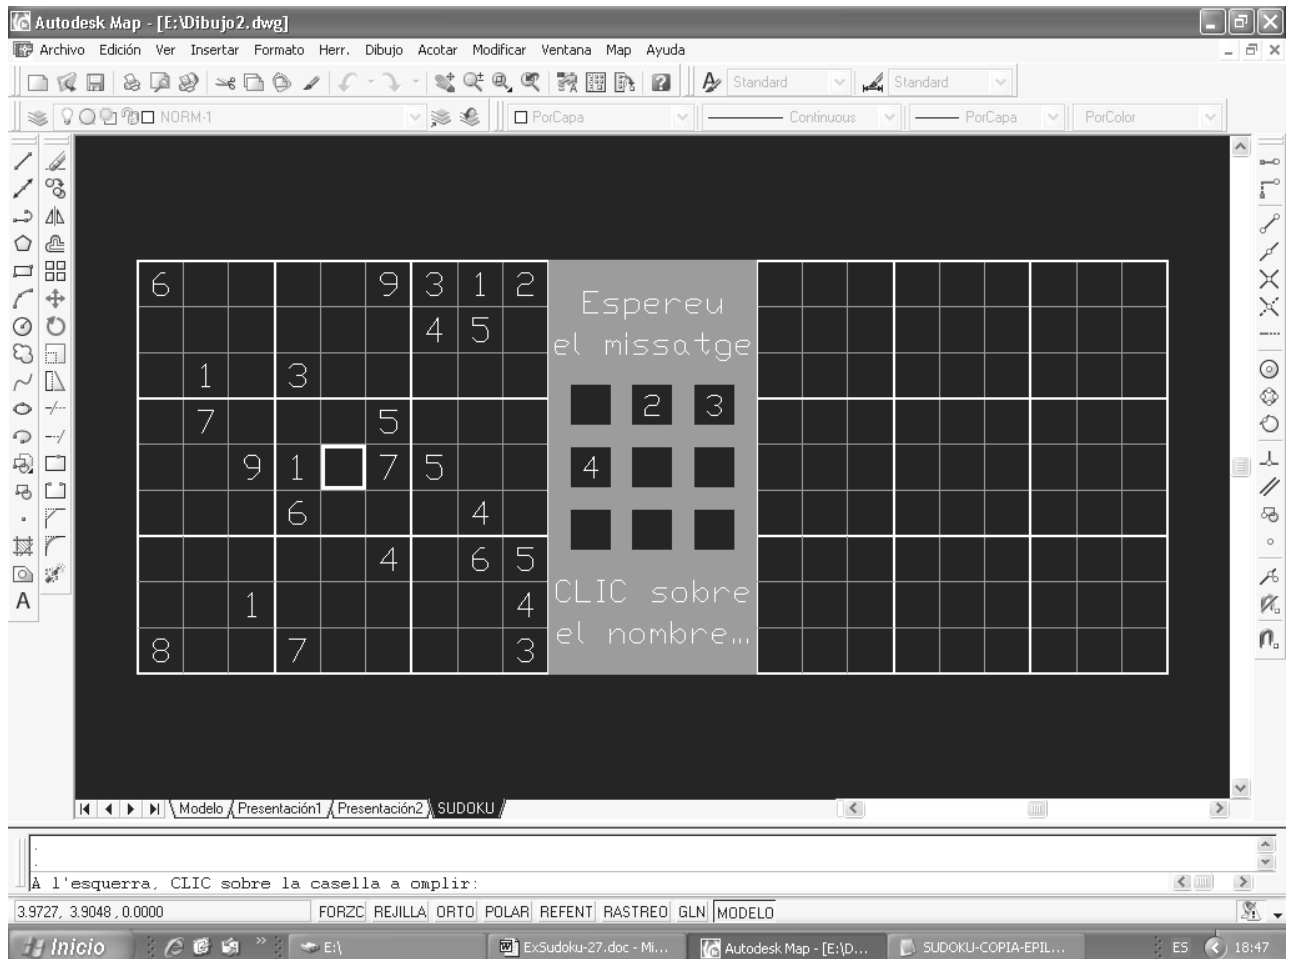 Autodesk Map - [E:\Dibujo2.dwg]
Archivo Edición Ver Insertar Formato Herr. Dibujo Acotar Modificar Ventana Map Ayuda
Standard Standard
NORM-1 PorCapa Continuous PorCapa PorColor
6 9 3 1 2
4 5
1 3
7 5
9 1 7 5
6 4
4 6 5
1 4
8 7 3
Espereu
el missatge
2 3
4
CLIC sobre
el nombre...
Modelo Presentación1 Presentación2 SUDOKU
.
.
A l'esquerra, CLIC sobre la casella a omplir:
3.9727, 3.9048, 0.0000 FORZC REJILLA ORTO POLAR REFENT RASTREO GLN MODELO
Inicio » E:\ ExSudoku-27.doc - Mi... Autodesk Map - [E:\D... SUDOKU-COPIA-EPIL... ES 18:47